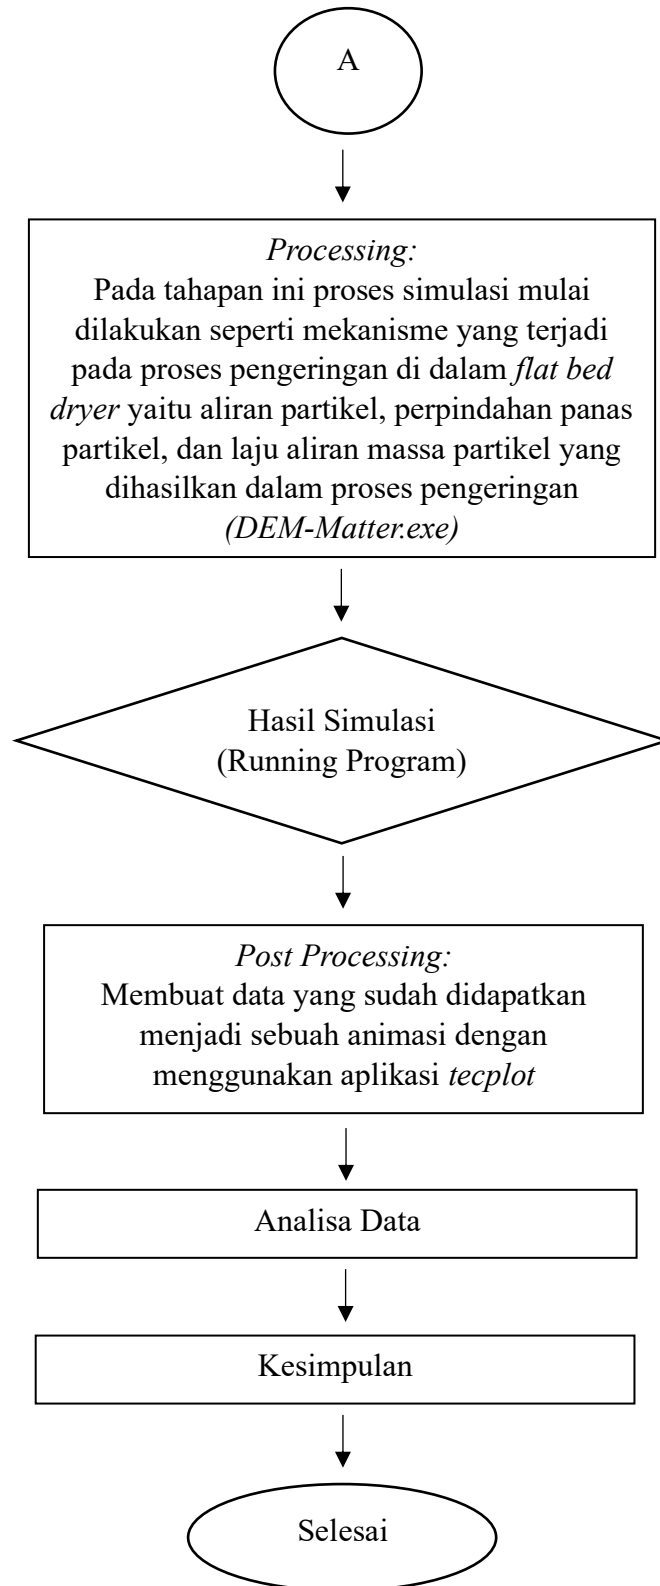 A
Processing:
Pada tahapan ini proses simulasi mulai
dilakukan seperti mekanisme yang terjadi
pada proses pengeringan di dalam flat bed
dryer yaitu aliran partikel, perpindahan panas
partikel, dan laju aliran massa partikel yang
dihasilkan dalam proses pengeringan
(DEM-Matter.exe)
Hasil Simulasi
(Running Program)
Post Processing:
Membuat data yang sudah didapatkan
menjadi sebuah animasi dengan
menggunakan aplikasi tecplot
Analisa Data
Kesimpulan
Selesai